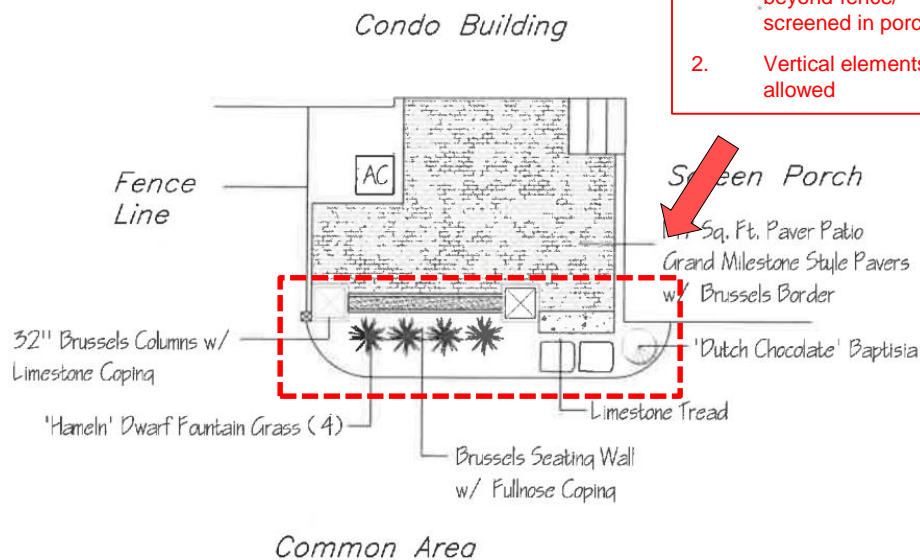 beyond fence/
screened in
2. Vertical elements
allowed
Condo Building
AC
Fence
Line
Porch
Sq. Ft. Paver Patio
Grand Milestone Style Pavers
w/ Brussels Border
32" Brussels Columns w/
Limestone Coping
'Dutch Chocolate' Baptisia
'Hameln' Dwarf Fountain Grass (4)
Limestone Tread
Brussels Seating Wall
w/ Fullnose Coping
Common Area